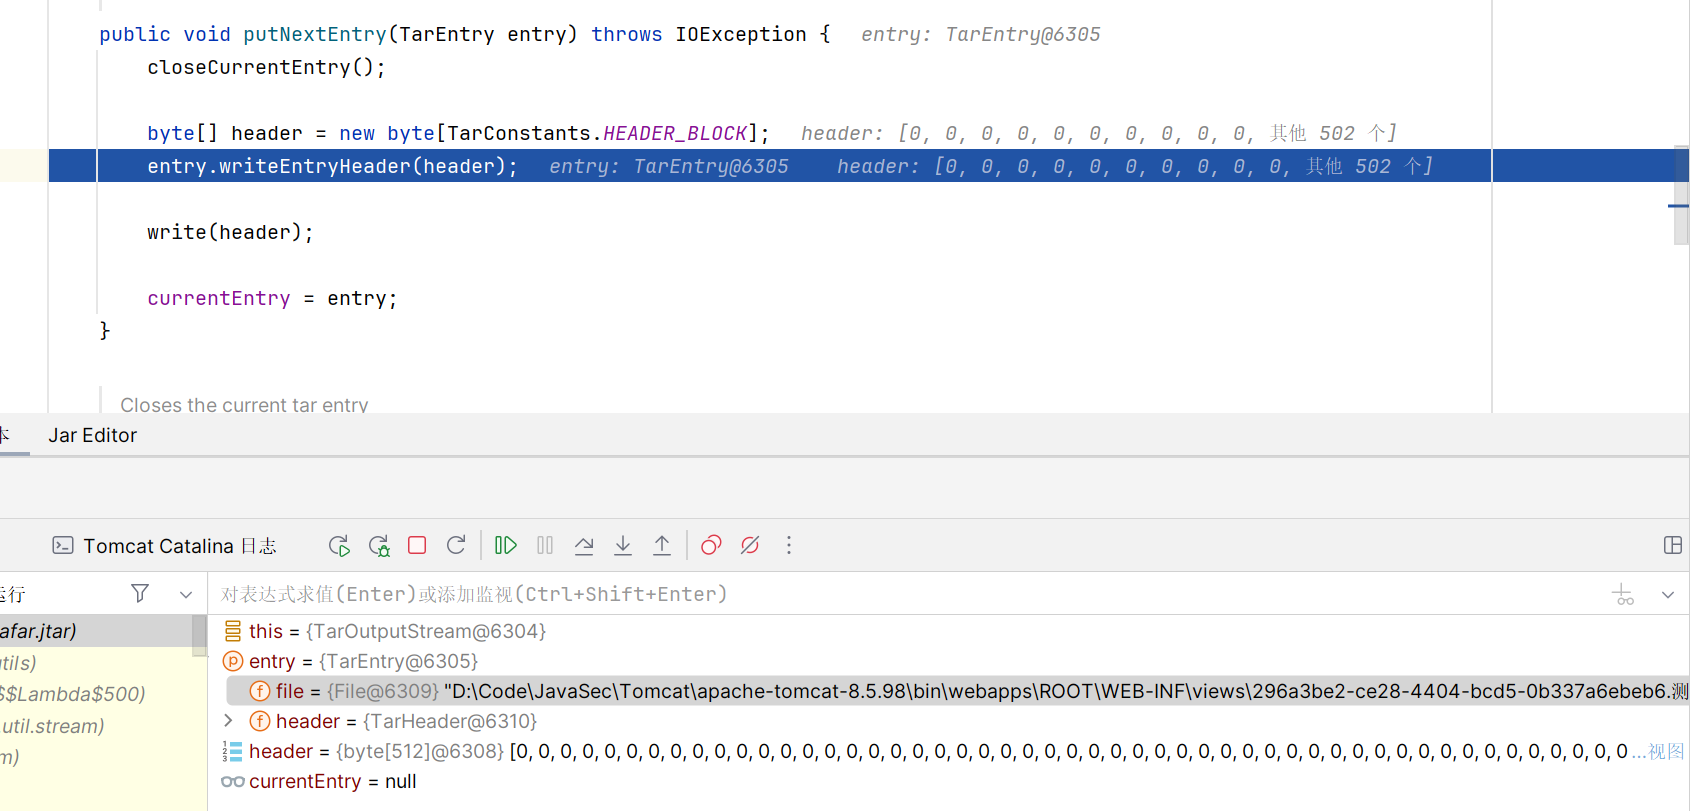 public void putNextEntry(TarEntry entry) throws IOException {   entry: TarEntry@6305
closeCurrentEntry();
byte[] header = new byte[TarConstants.HEADER_BLOCK];   header: [0, 0, 0, 0, 0, 0, 0, 0, 0, 0, 其他 502 个]
entry.writeEntryHeader(header);   entry: TarEntry@6305   header: [0, 0, 0, 0, 0, 0, 0, 0, 0, 0, 其他 502 个]
write(header);
currentEntry = entry;
}
Closes the current tar entry
本 Jar Editor
Tomcat Catalina 日志
运行 对表达式求值(Enter)或添加监视(Ctrl+Shift+Enter)
afar.jtar) this = {TarOutputStream@6304}
utils) entry = {TarEntry@6305}
$$Lambda$500) file = {File@6309} "D:\Code\JavaSec\Tomcat\apache-tomcat-8.5.98\bin\webapps\ROOT\WEB-INF\views\296a3be2-ce28-4404-bcd5-0b337a6ebeb6.测
.util.stream) header = {TarHeader@6310}
m) header = {byte[512]@6308} [0, 0, 0, 0, 0, 0, 0, 0, 0, 0, 0, 0, 0, 0, 0, 0, 0, 0, 0, 0, 0, 0, 0, 0, 0, 0, 0, 0, 0, 0, 0, 0, 0, 0, 0, 0, 0, 0, 0, 0, 0, 0, 0, 0, 0, 0, 0, 0, 0, 0, 0 ...视图
currentEntry = null